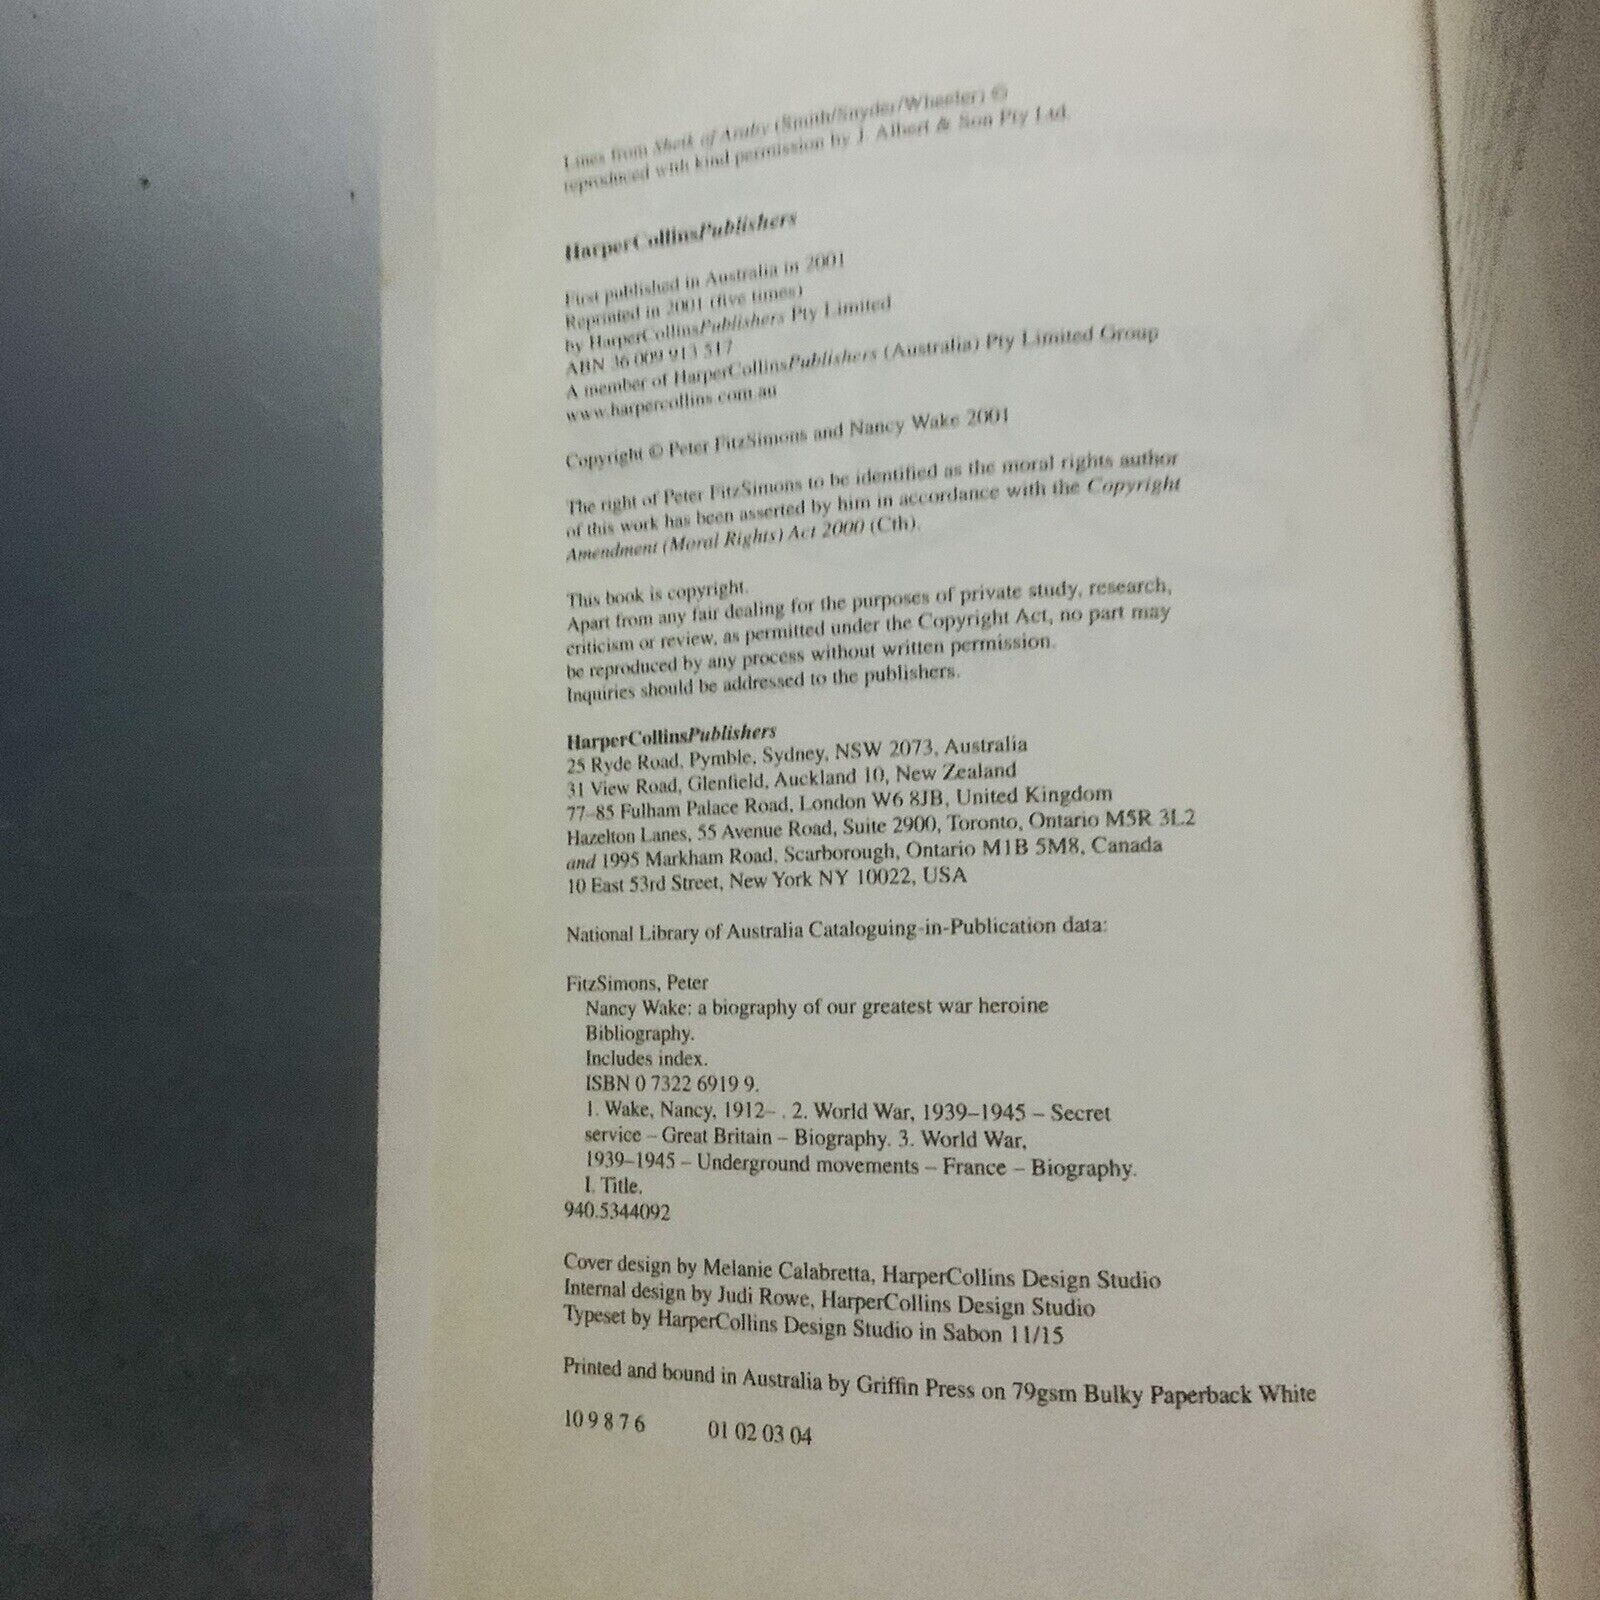 Lines from Sheik of Araby (Smith/Snyder/Wheeler) ©
reproduced with kind permission by J. Albert & Son Pty Ltd.
HarperCollinsPublishers
First published in Australia in 2001
Reprinted in 2001 (five times)
by HarperCollinsPublishers Pty Limited
ABN 36 009 913 517
A member of HarperCollinsPublishers (Australia) Pty Limited Group
www.harpercollins.com.au
Copyright © Peter FitzSimons and Nancy Wake 2001
The right of Peter FitzSimons to be identified as the moral rights author
of this work has been asserted by him in accordance with the Copyright
Amendment (Moral Rights) Act 2000 (Cth).
This book is copyright.
Apart from any fair dealing for the purposes of private study, research,
criticism or review, as permitted under the Copyright Act, no part may
be reproduced by any process without written permission.
Inquiries should be addressed to the publishers.
HarperCollinsPublishers
25 Ryde Road, Pymble, Sydney, NSW 2073, Australia
31 View Road, Glenfield, Auckland 10, New Zealand
77–85 Fulham Palace Road, London W6 8JB, United Kingdom
Hazelton Lanes, 55 Avenue Road, Suite 2900, Toronto, Ontario M5R 3L2
and 1995 Markham Road, Scarborough, Ontario M1B 5M8, Canada
10 East 53rd Street, New York NY 10022, USA
National Library of Australia Cataloguing-in-Publication data:
FitzSimons, Peter
Nancy Wake: a biography of our greatest war heroine
Bibliography.
Includes index.
ISBN 0 7322 6919 9.
1. Wake, Nancy, 1912– . 2. World War, 1939–1945 – Secret
service – Great Britain – Biography. 3. World War,
1939–1945 – Underground movements – France – Biography.
I. Title.
940.5344092
Cover design by Melanie Calabretta, HarperCollins Design Studio
Internal design by Judi Rowe, HarperCollins Design Studio
Typeset by HarperCollins Design Studio in Sabon 11/15
Printed and bound in Australia by Griffin Press on 79gsm Bulky Paperback White
10 9 8 7 6 01 02 03 04